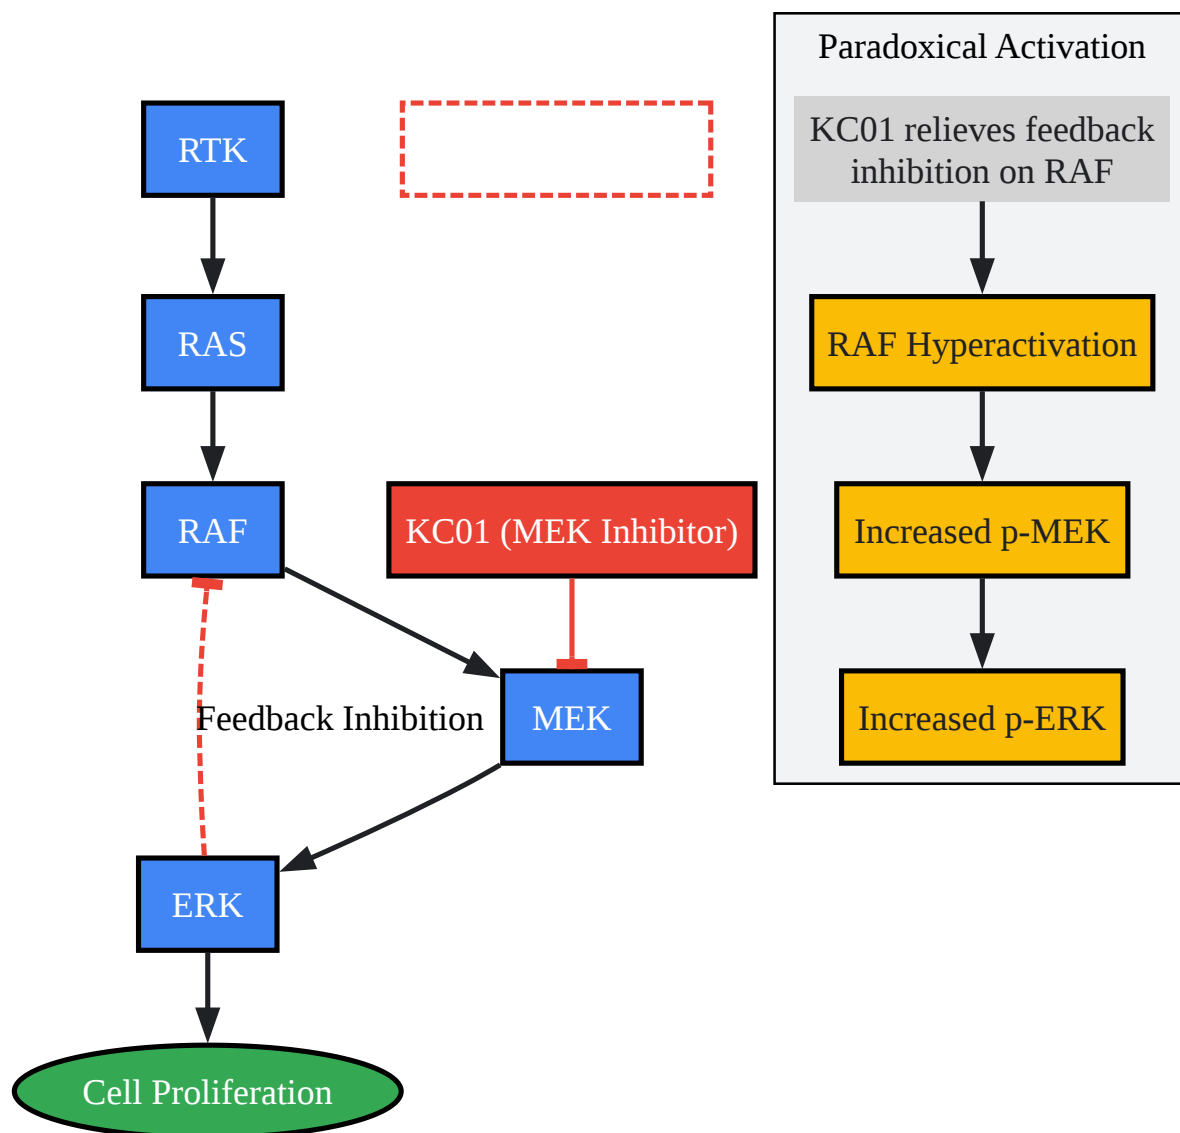 Paradoxical Activation
RTK
KC01 relieves feedback
inhibition on RAF
RAS
RAF Hyperactivation
RAF
KC01 (MEK Inhibitor)
Increased p-MEK
Feedback Inhibition
MEK
Increased p-ERK
ERK
Cell Proliferation